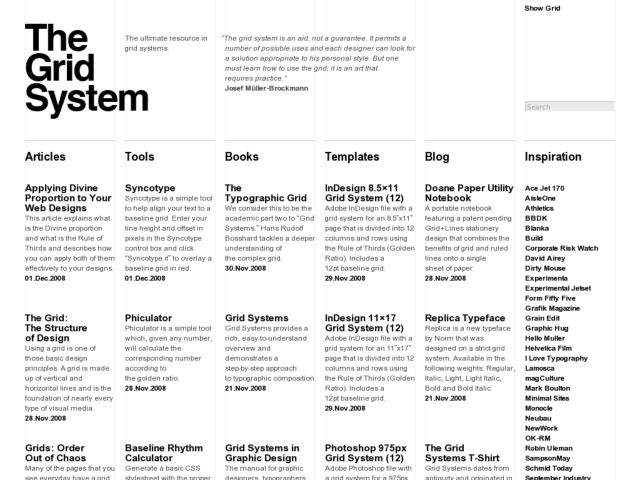 Show Grid
The
Grid
System
The ultimate resource in
grid systems.
"The grid system is an aid, not a guarantee. It permits a
number of possible uses and each designer can look for
a solution appropriate to his personal style. But one
must learn how to use the grid; it is an art that
requires practice."
Josef Müller-Brockmann
Search
Articles
Applying Divine
Proportion to Your
Web Designs
This article explains what
is the Divine proportion
and what is the Rule of
Thirds and describes how
you can apply both of them
effectively to your designs.
01.Dec.2008
The Grid:
The Structure
of Design
Using a grid is one of
those basic design
principles. A grid is made
up of vertical and
horizontal lines and is the
foundation of nearly every
type of visual media.
28.Nov.2008
Grids: Order
Out of Chaos
Many of the pages that you
see everyday have a grid
Tools
Syncotype
Syncotype is a simple tool
to help align your text to a
baseline grid. Enter your
line height and offset in
pixels in the Syncotype
control box and click
"Syncotype it" to overlay a
baseline grid in red.
01.Dec.2008
Phiculator
Phiculator is a simple tool
which, given any number,
will calculate the
corresponding number
according to
the golden ratio.
28.Nov.2008
Baseline Rhythm
Calculator
Generate a basic CSS
stylesheet with the proper
Books
The
Typographic Grid
We consider this to be the
academic part two to "Grid
Systems." Hans Rudolf
Bosshard tackles a deeper
understanding of
the complex grid.
30.Nov.2008
Grid Systems
Grid Systems provides a
rich, easy-to-understand
overview and
demonstrates a
step-by-step approach
to typographic composition.
21.Nov.2008
Grid Systems in
Graphic Design
The manual for graphic
designers, typographers
Templates
InDesign 8.5×11
Grid System (12)
Adobe InDesign file with a
grid system for an 8.5"x11"
page that is divided into 12
columns and rows using
the Rule of Thirds (Golden
Ratio). Includes a
12pt baseline grid.
29.Nov.2008
InDesign 11×17
Grid System (12)
Adobe InDesign file with a
grid system for an 11"x17"
page that is divided into 12
columns and rows using
the Rule of Thirds (Golden
Ratio). Includes a
12pt baseline grid.
29.Nov.2008
Photoshop 975px
Grid System (12)
Adobe Photoshop file with
a grid system for a 975px
Blog
Doane Paper Utility
Notebook
A portable notebook
featuring a patent pending
Grid+Lines stationery
design that combines the
benefits of grid and ruled
lines onto a single
sheet of paper.
28.Nov.2008
Replica Typeface
Replica is a new typeface
by Norm that was
designed on a strict grid
system. Available in the
following weights: Regular,
Italic, Light, Light Italic,
Bold and Bold Italic.
21.Nov.2008
The Grid
Systems T-Shirt
Grid Systems dates from
antiquity and originated in
Inspiration
Ace Jet 170
AisleOne
Athletics
BBDK
Blanka
Build
Corporate Risk Watch
David Airey
Dirty Mouse
Experimenta
Experimental Jetset
Form Fifty Five
Grafik Magazine
Grain Edit
Graphic Hug
Hello Muller
Helvetica Film
I Love Typography
Lamosca
magCulture
Mark Boulton
Minimal Sites
Monocle
Neubau
NewWork
OK-RM
Robin Uleman
SampsonMay
Schmid Today
September Industry